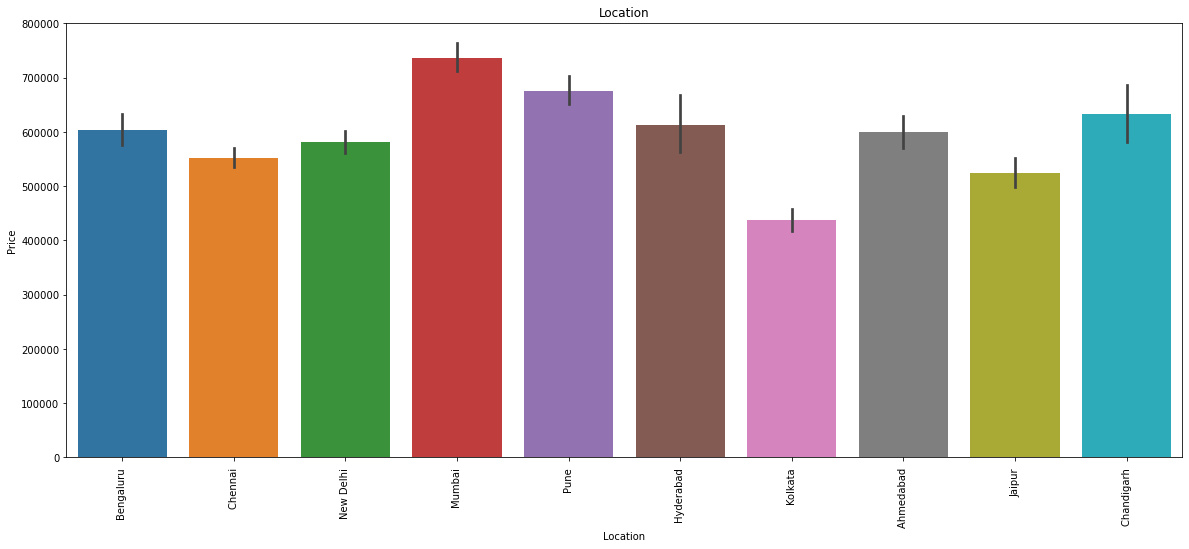 Location
800000
700000
600000
500000
400000
300000
200000
100000
0
Price
Bengaluru
Chennai
New Delhi
Mumbai
Pune
Hyderabad
Kolkata
Ahmedabad
Jaipur
Chandigarh
Location